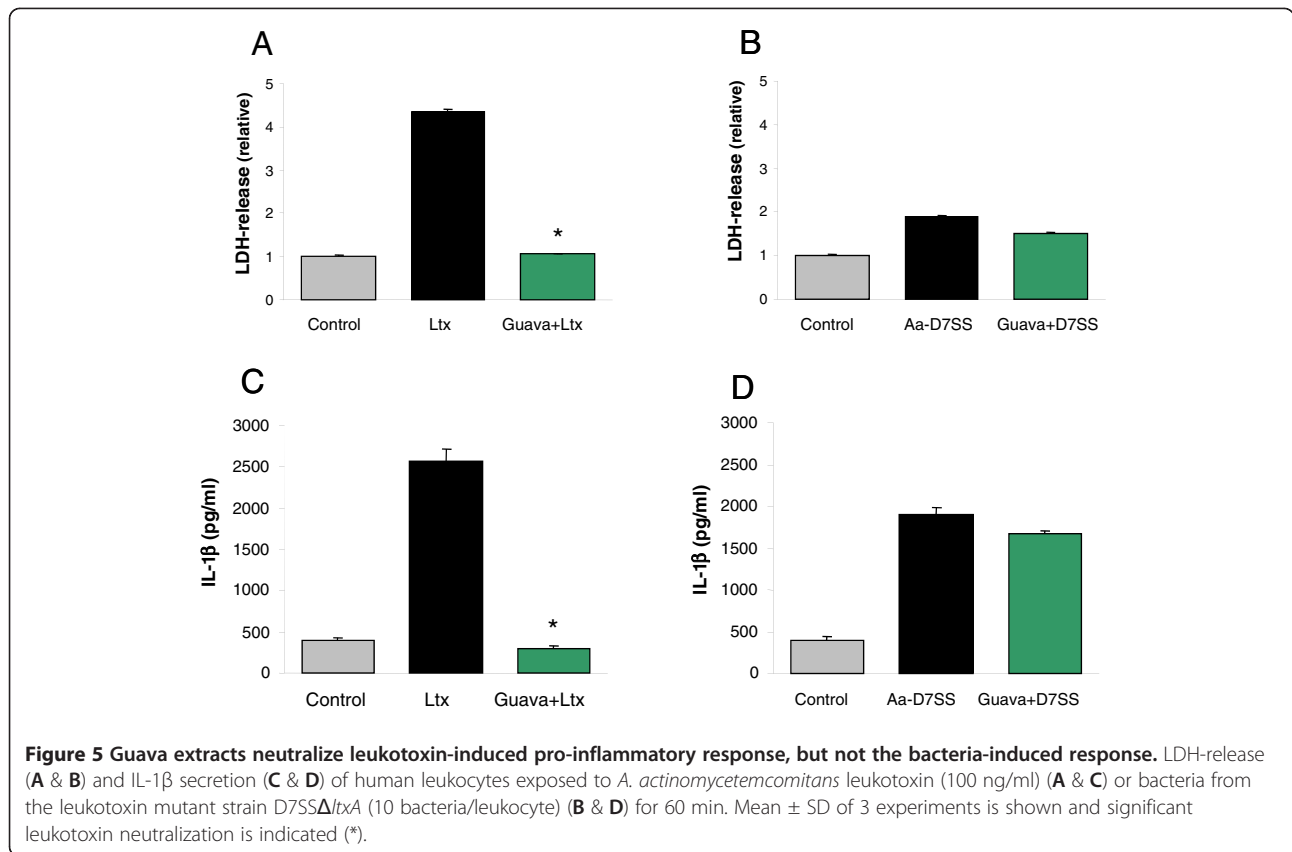 A
LDH-release (relative)
5
4
3
2
1
0
*
Control Ltx Guava+Ltx
B
LDH-release (relative)
5
4
3
2
1
0
Control Aa-D7SS Guava+D7SS
C
IL-1β (pg/ml)
3000
2500
2000
1500
1000
500
0
*
Control Ltx Guava+Ltx
D
IL-1β (pg/ml)
3000
2500
2000
1500
1000
500
0
Control Aa-D7SS Guava+D7SS
Figure 5 Guava extracts neutralize leukotoxin-induced pro-inflammatory response, but not the bacteria-induced response. LDH-release
(A & B) and IL-1β secretion (C & D) of human leukocytes exposed to A. actinomycetemcomitans leukotoxin (100 ng/ml) (A & C) or bacteria from
the leukotoxin mutant strain D7SSΔltxA (10 bacteria/leukocyte) (B & D) for 60 min. Mean ± SD of 3 experiments is shown and significant
leukotoxin neutralization is indicated (*).